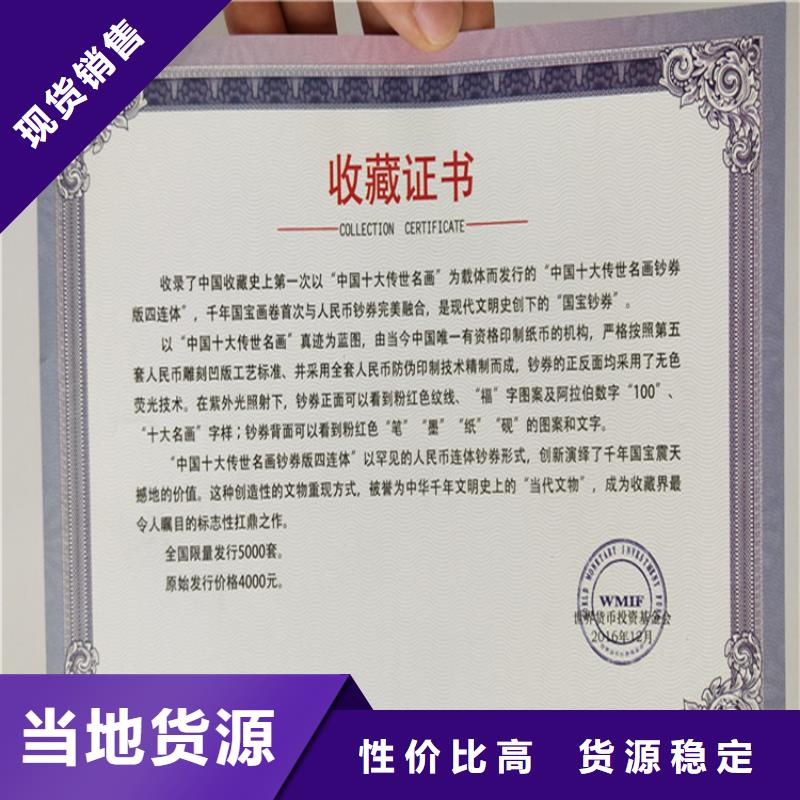 现货销售
收藏证书
COLLECTION CERTIFICATE
收录了中国收藏史上第一次以“中国十大传世名画”为载体而发行的“中国十大传世名画钞券
版四连体”，千年国宝画卷首次与人民币钞券完美融合，是现代文明史创下的“国宝钞券”。
以“中国十大传世名画”真迹为蓝图，由当今中国唯一有资格印制纸币的机构，严格按照第五
套人民币雕刻凹版工艺标准、并采用全套人民币防伪印制技术精制而成，钞券的正反面均采用了无色
荧光技术。在紫外光照射下，钞券正面可以看到粉红色纹线、“福”字图案及阿拉伯数字“100”、
“十大名画”字样；钞券背面可以看到粉红色“笔”“墨”“纸”“砚”的图案和文字。
“中国十大传世名画钞券版四连体”以罕见的人民币连体钞券形式，创新演绎了千年国宝震天
撼地的价值。这种创造性的文物重现方式，被誉为中华千年文明史上的“当代文物”，成为收藏界最
令人瞩目的标志性扛鼎之作。
全国限量发行5000套。
原始发行价格4000元。
WORLD MONETARY INVESTMENT FUND
WMIF
世界货币投资基金会
2016年12月
当地货源
性价比高 货源稳定